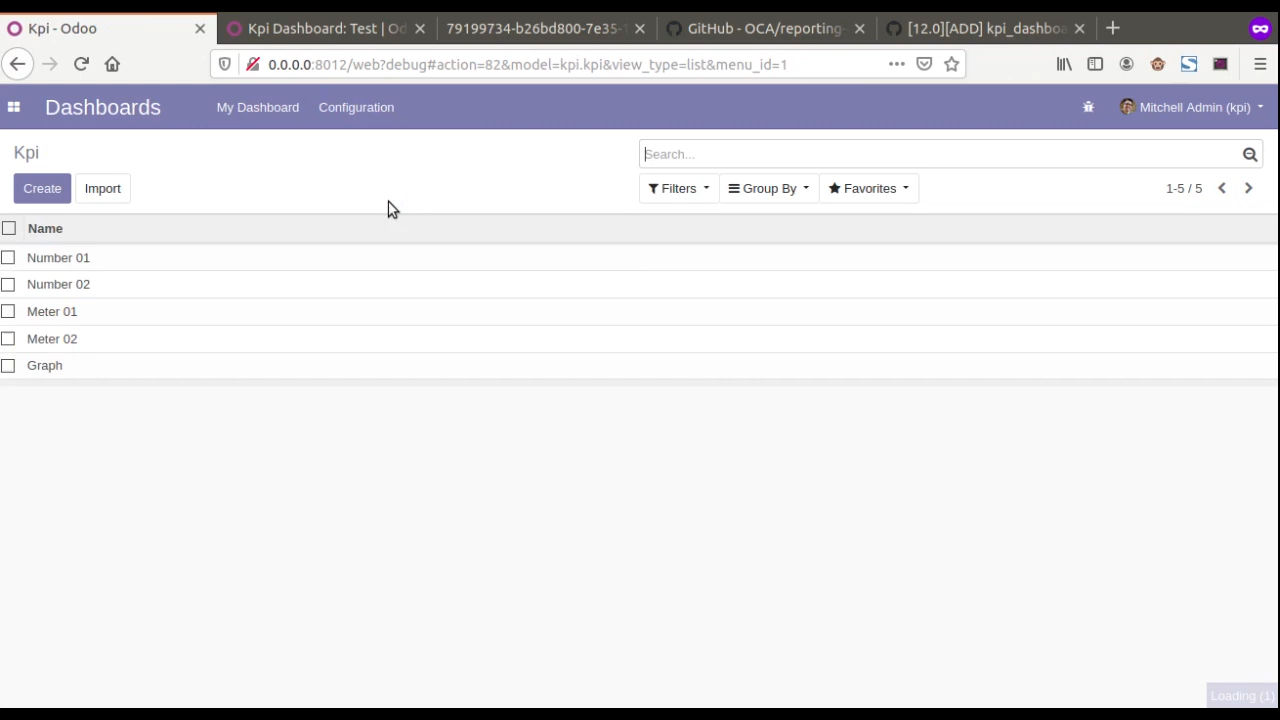 Kpi - Odoo
Kpi Dashboard: Test | Od
79199734-b26bd800-7e35-1
GitHub - OCA/reporting-
[12.0][ADD] kpi_dashboa
0.0.0.0:8012/web?debug#action=82&model=kpi.kpi&view_type=list&menu_id=1
Dashboards
My Dashboard
Configuration
Mitchell Admin (kpi)
Kpi
Search...
Create
Import
Filters
Group By
Favorites
1-5 / 5
Name
Number 01
Number 02
Meter 01
Meter 02
Graph
Loading (1)